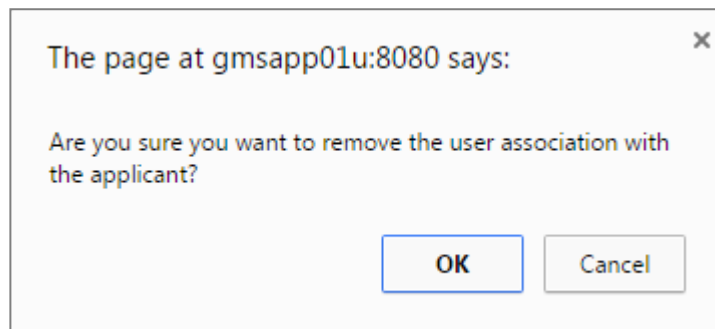 The page at gmsapp01u:8080 says:
Are you sure you want to remove the user association with
the applicant?
OK
Cancel